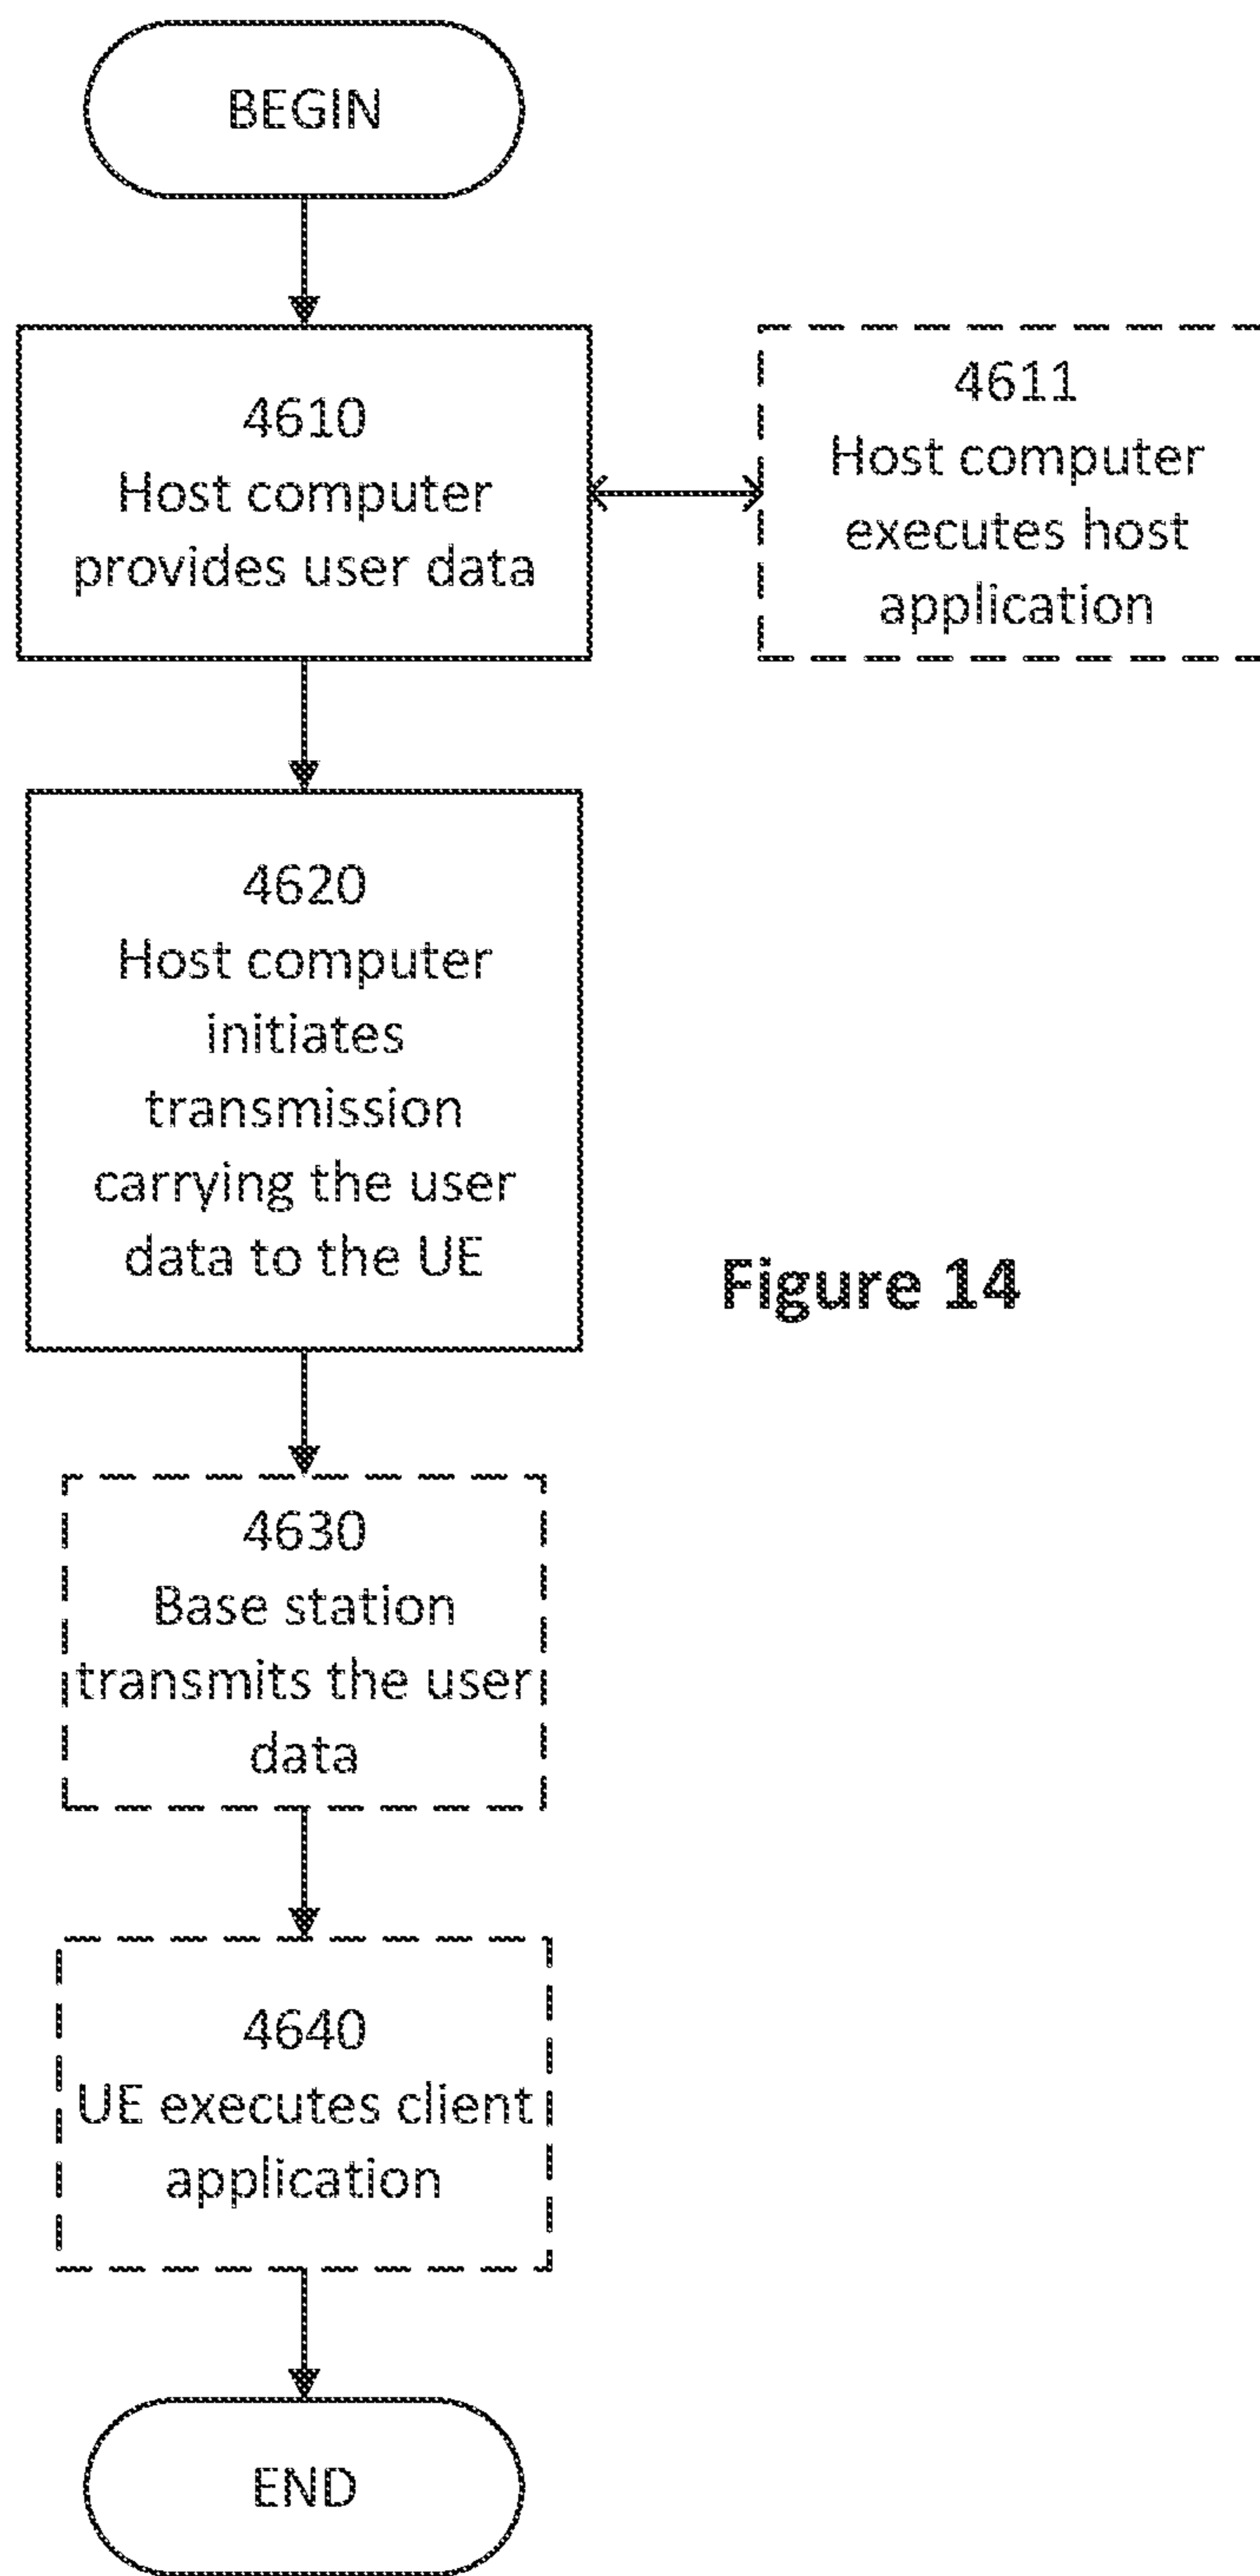 BEGIN
4610
Host computer
provides user data
4611
Host computer
executes host
application
4620
Host computer
initiates
transmission
carrying the user
data to the UE
Figure 14
4630
Base station
transmits the user
data
4640
UE executes client
application
END